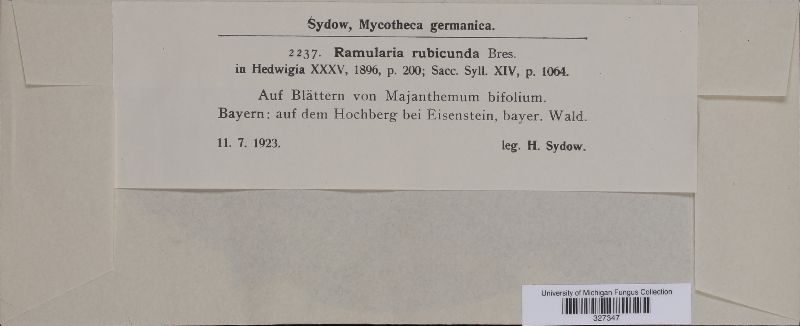 Sydow, Mycotheca germanica.
2237. Ramularia rubicunda Bres.
in Hedwigia XXXV, 1896, p. 200; Sacc. Syll. XIV, p. 1064.
Auf Blättern von Majanthemum bifolium.
Bayern: auf dem Hochberg bei Eisenstein, bayer. Wald.
11. 7. 1923. leg. H. Sydow.
University of Michigan Fungus Collection
327347